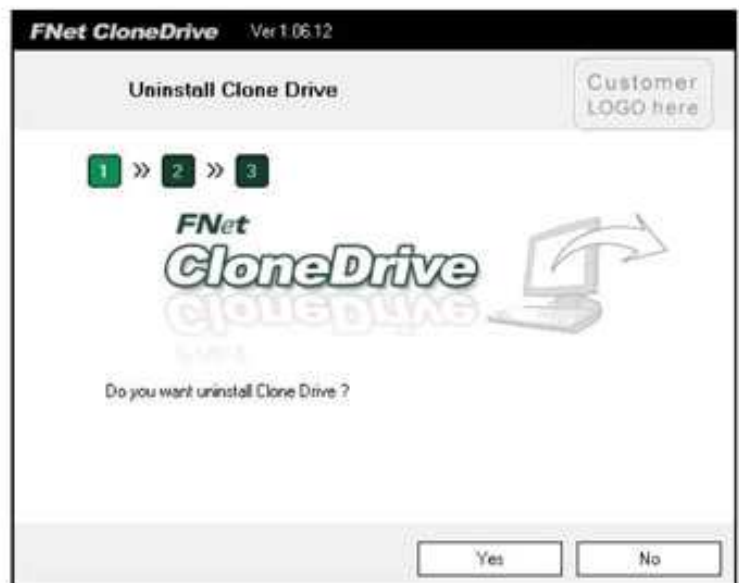 FNet CloneDrive Ver 1.06.12
Uninstall Clone Drive
Customer
LOGO here
1 » 2 » 3
FNet
CloneDrive
Do you want uninstall Clone Drive ?
Yes No